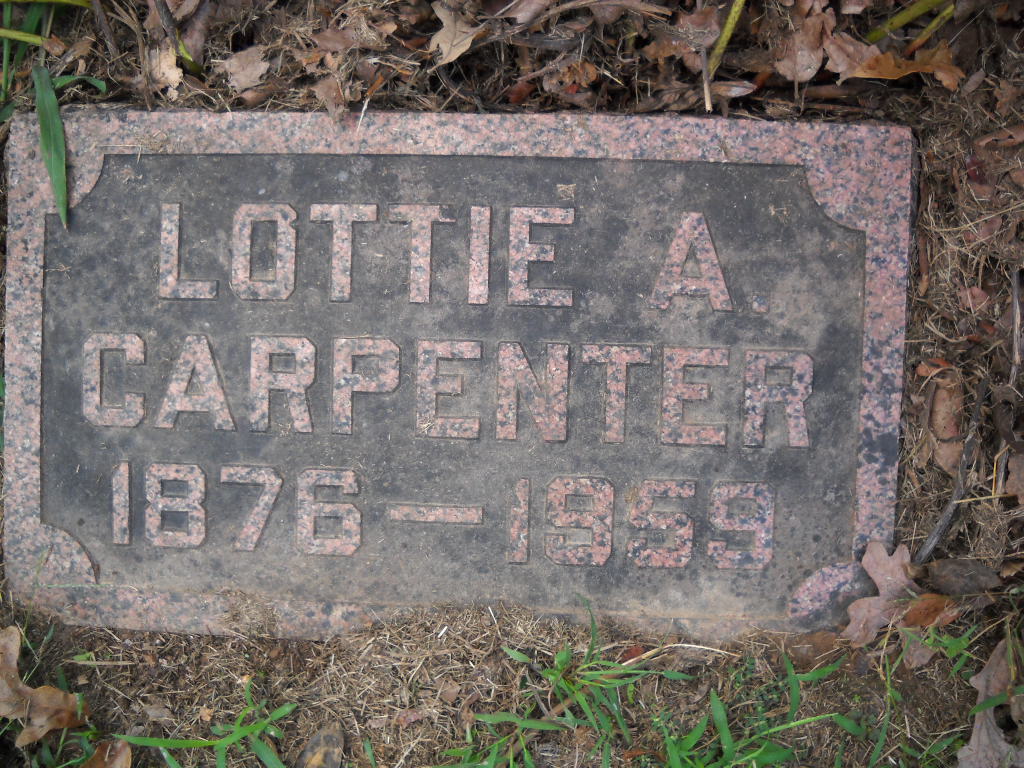 LOTTIE A.
CARPENTER
1876 — 1959